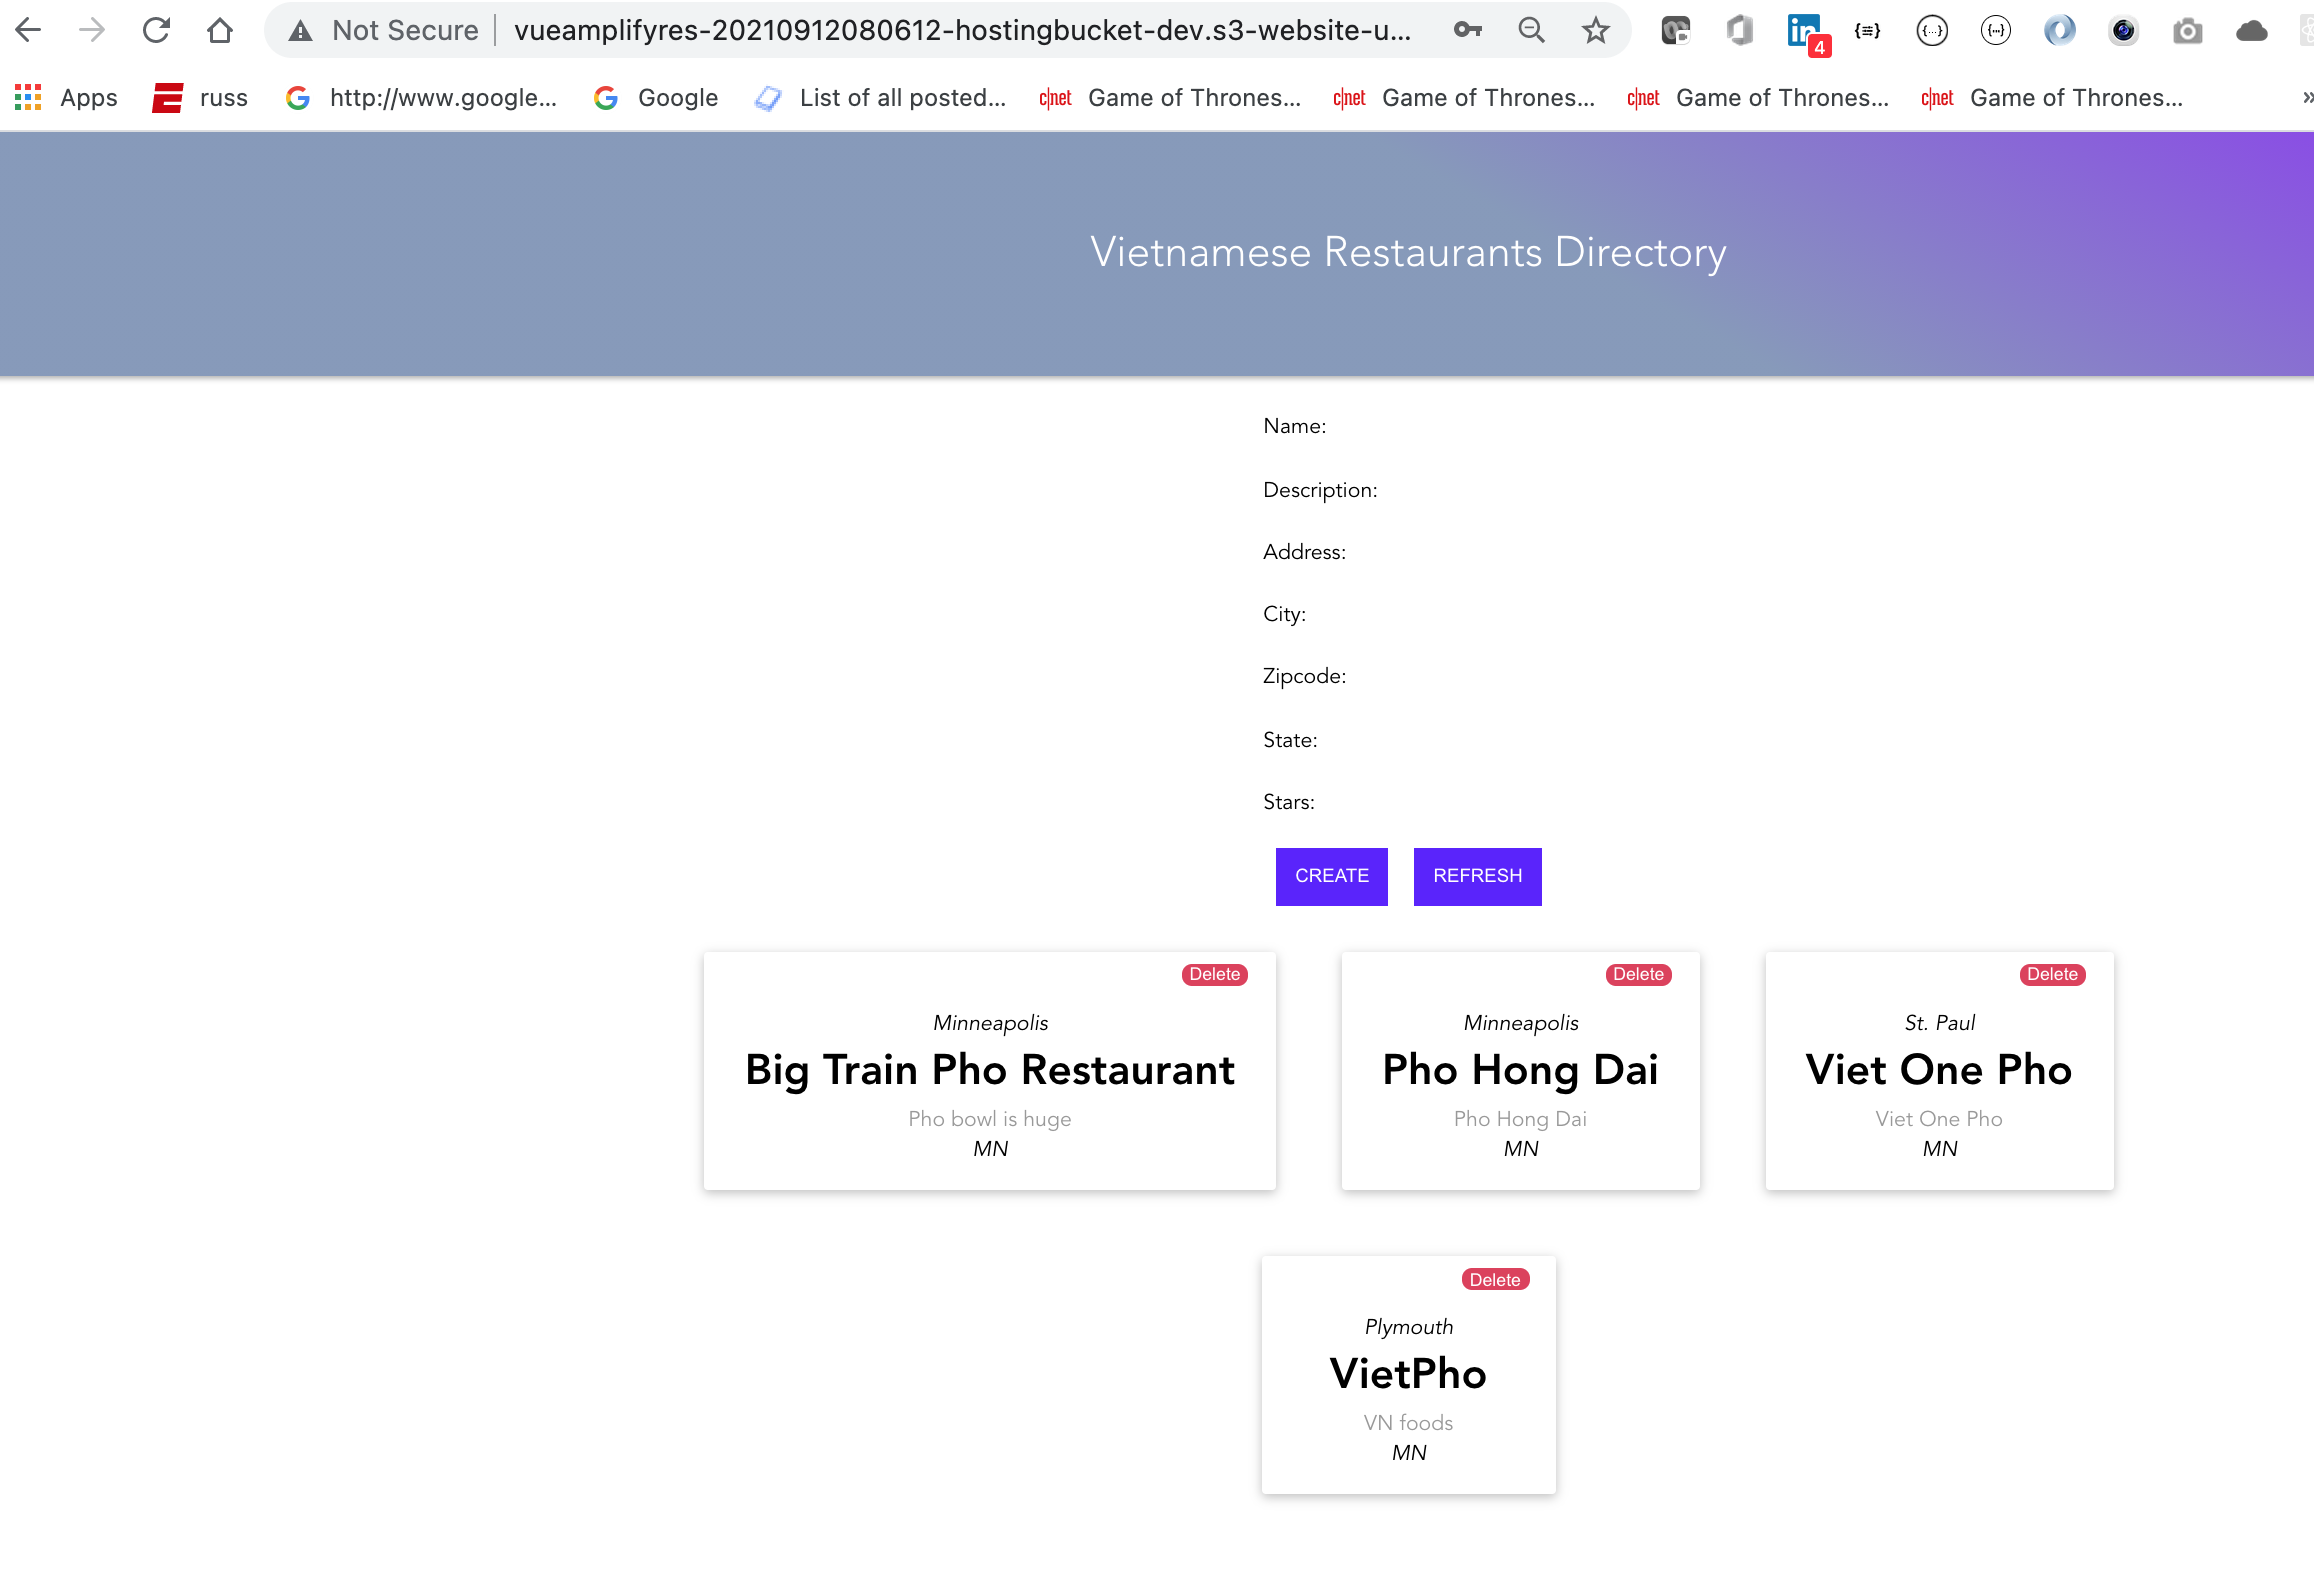 Not Secure | vueamplifyres-20210912080612-hostingbucket-dev.s3-website-u...
4
Apps russ http://www.google... Google List of all posted... c|net Game of Thrones... c|net Game of Thrones... c|net Game of Thrones... c|net Game of Thrones... »
Vietnamese Restaurants Directory
Name:
Description:
Address:
City:
Zipcode:
State:
Stars:
CREATE REFRESH
Delete
Minneapolis
Big Train Pho Restaurant
Pho bowl is huge
MN
Delete
Minneapolis
Pho Hong Dai
Pho Hong Dai
MN
Delete
St. Paul
Viet One Pho
Viet One Pho
MN
Delete
Plymouth
VietPho
VN foods
MN